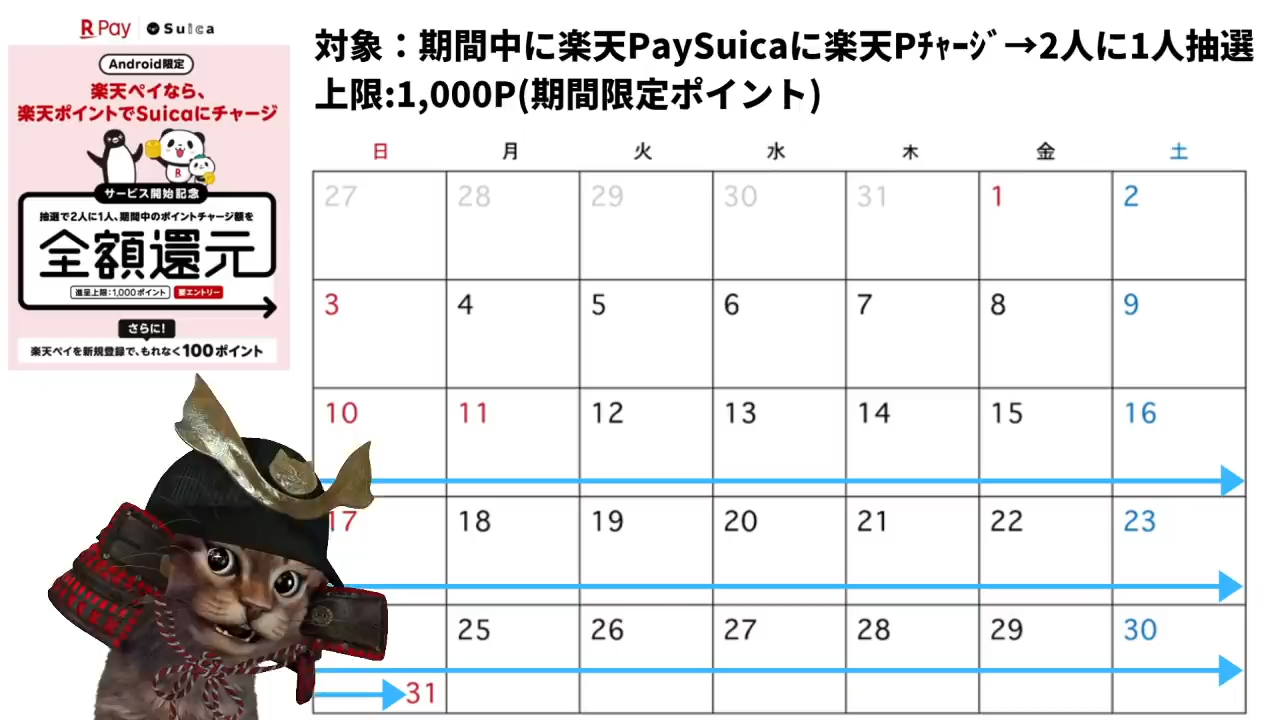 R Pay Suica
Android限定
楽天ペイなら、
楽天ポイントでSuicaにチャージ
R
サービス開始記念
抽選で2人に1人、期間中のポイントチャージ額を
全額還元
進呈上限:1,000ポイント 要エントリー
さらに!
楽天ペイを新規登録で、もれなく100ポイント
対象：期間中に楽天PaySuicaに楽天Pﾁｬｰｼﾞ→2人に1人抽選
上限:1,000P(期間限定ポイント)
日 月 火 水 木 金 土
27 28 29 30 31 1 2
3 4 5 6 7 8 9
10 11 12 13 14 15 16
17 18 19 20 21 22 23
25 26 27 28 29 30
31